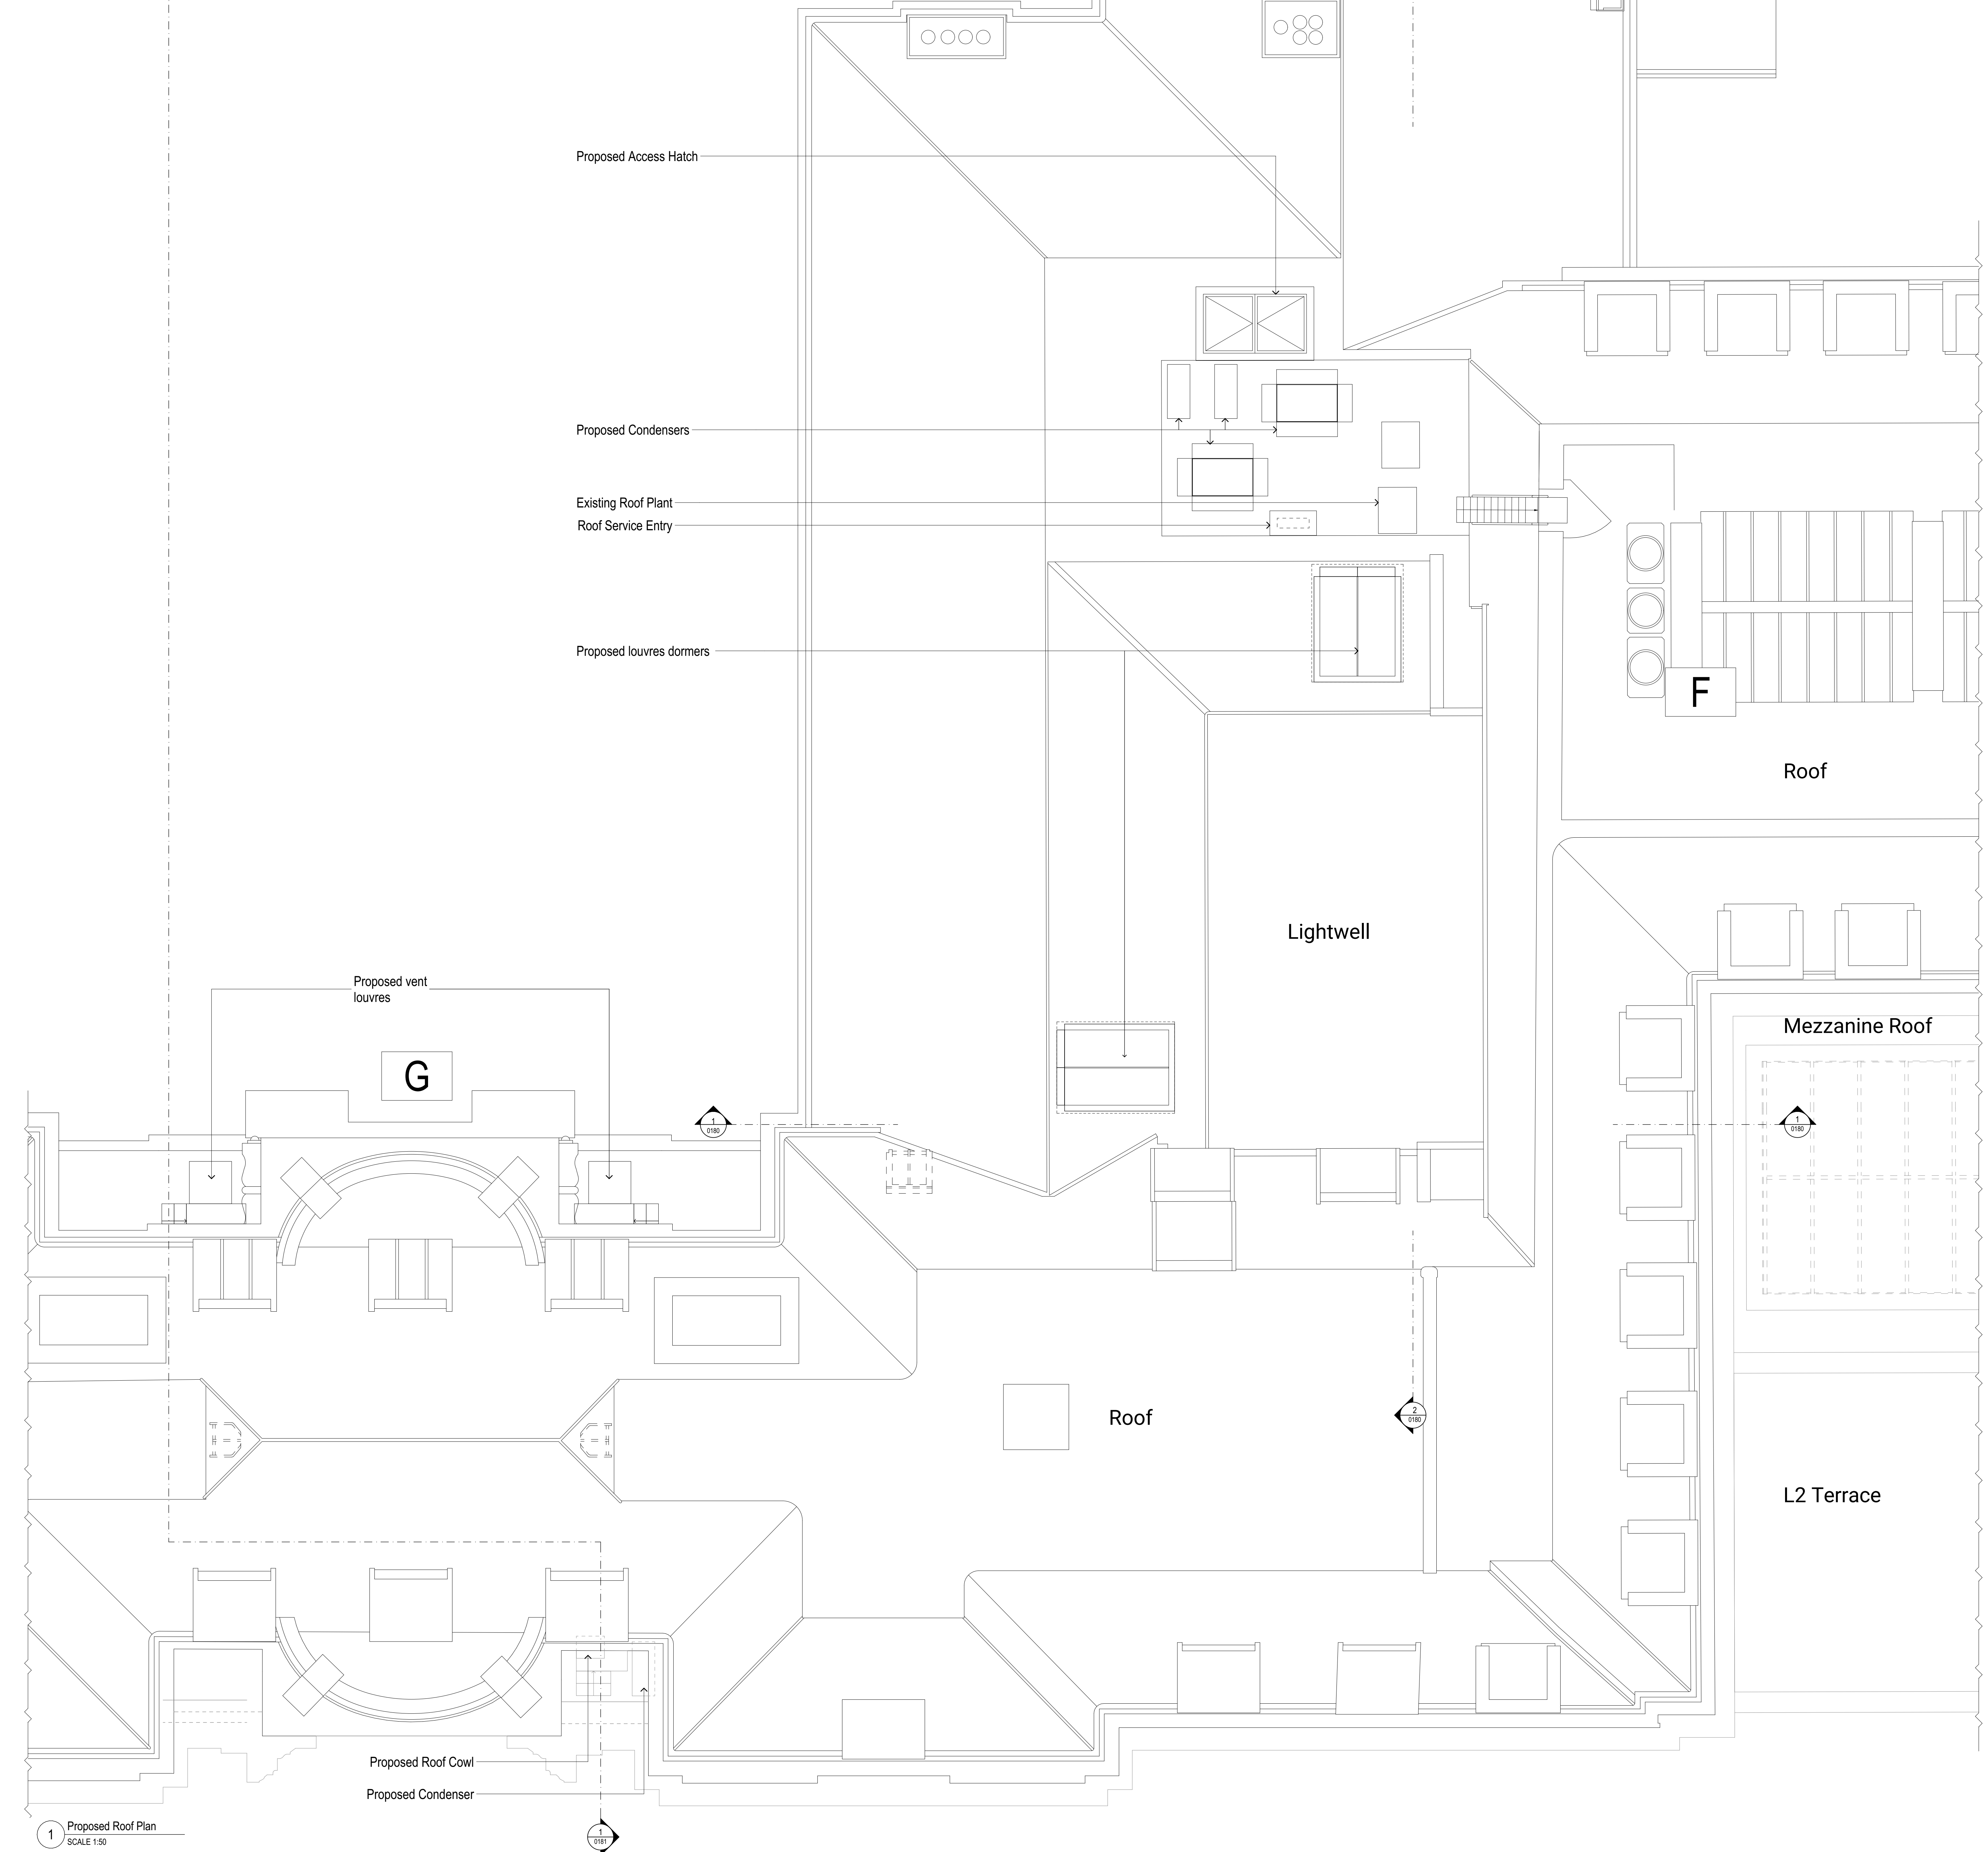 Proposed Access Hatch
Proposed Condensers
Existing Roof Plant
Roof Service Entry
Proposed louvres dormers
F
Roof
Lightwell
Proposed vent
louvres
Mezzanine Roof
G
1
0180
1
0180
Roof
2
0180
L2 Terrace
Proposed Roof Cowl
Proposed Condenser
1
Proposed Roof Plan
SCALE 1:50
1
0181